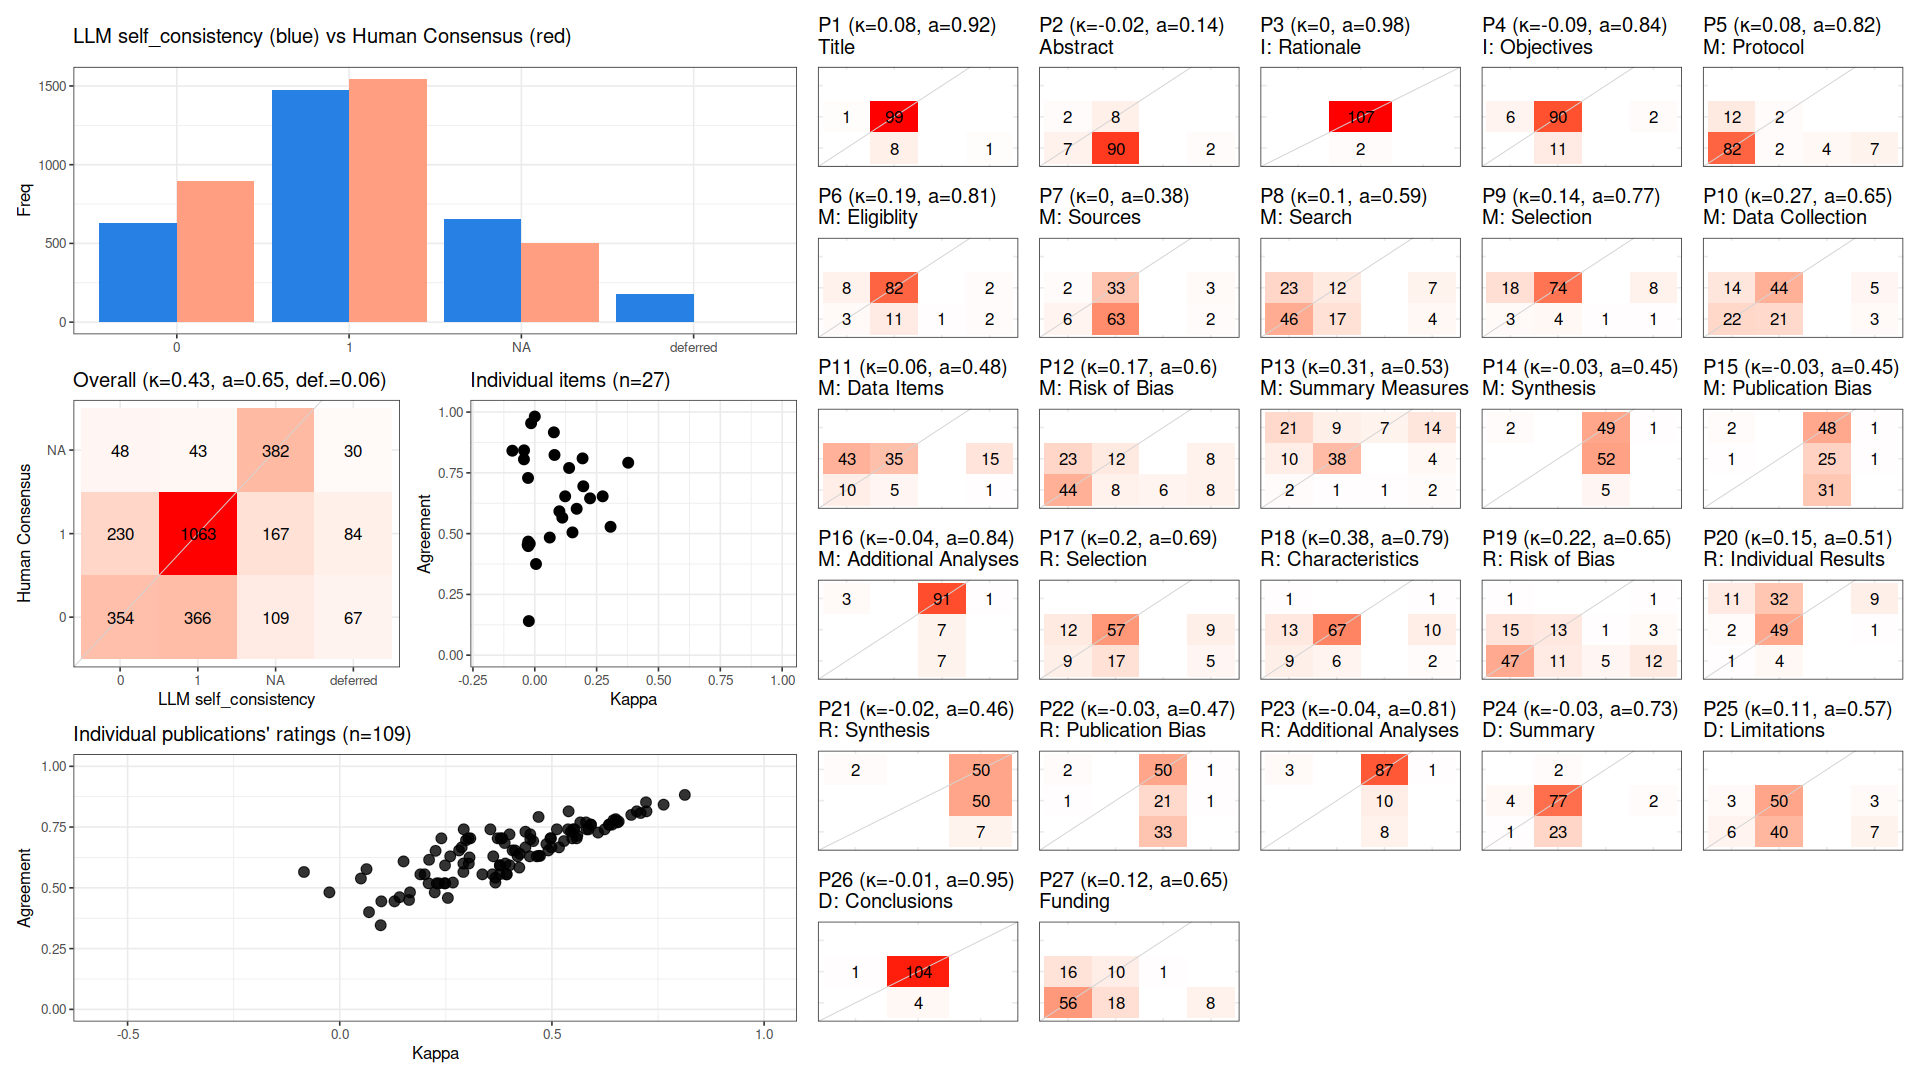 LLM self_consistency (blue) vs Human Consensus (red)
Freq
1500
1000
500
0
0 1 NA deferred
Overall (κ=0.43, a=0.65, def.=0.06)
Human Consensus
NA 48 43 382 30
1 230 1063 167 84
0 354 366 109 67
0 1 NA deferred
LLM self_consistency
Individual items (n=27)
Agreement
1.00
0.75
0.50
0.25
0.00
-0.25 0.00 0.25 0.50 0.75 1.00
Kappa
Individual publications' ratings (n=109)
Agreement
1.00
0.75
0.50
0.25
0.00
-0.5 0.0 0.5 1.0
Kappa
P1 (κ=0.08, a=0.92)
Title
1 99
8 1
P2 (κ=-0.02, a=0.14)
Abstract
2 8
7 90 2
P3 (κ=0, a=0.98)
I: Rationale
107
2
P4 (κ=-0.09, a=0.84)
I: Objectives
6 90 2
11
P5 (κ=0.08, a=0.82)
M: Protocol
12 2
82 2 4 7
P6 (κ=0.19, a=0.81)
M: Eligiblity
8 82 2
3 11 1 2
P7 (κ=0, a=0.38)
M: Sources
2 33 3
6 63 2
P8 (κ=0.1, a=0.59)
M: Search
23 12 7
46 17 4
P9 (κ=0.14, a=0.77)
M: Selection
18 74 8
3 4 1 1
P10 (κ=0.27, a=0.65)
M: Data Collection
14 44 5
22 21 3
P11 (κ=0.06, a=0.48)
M: Data Items
43 35 15
10 5 1
P12 (κ=0.17, a=0.6)
M: Risk of Bias
23 12 8
44 8 6 8
P13 (κ=0.31, a=0.53)
M: Summary Measures
21 9 7 14
10 38 4
2 1 1 2
P14 (κ=-0.03, a=0.45)
M: Synthesis
2 49 1
52
5
P15 (κ=-0.03, a=0.45)
M: Publication Bias
2 48 1
1 25 1
31
P16 (κ=-0.04, a=0.84)
M: Additional Analyses
3 91 1
7
7
P17 (κ=0.2, a=0.69)
R: Selection
12 57 9
9 17 5
P18 (κ=0.38, a=0.79)
R: Characteristics
1 1
13 67 10
9 6 2
P19 (κ=0.22, a=0.65)
R: Risk of Bias
1 1
15 13 1 3
47 11 5 12
P20 (κ=0.15, a=0.51)
R: Individual Results
11 32 9
2 49 1
1 4
P21 (κ=-0.02, a=0.46)
R: Synthesis
2 50
50
7
P22 (κ=-0.03, a=0.47)
R: Publication Bias
2 50 1
1 21 1
33
P23 (κ=-0.04, a=0.81)
R: Additional Analyses
3 87 1
10
8
P24 (κ=-0.03, a=0.73)
D: Summary
2
4 77 2
1 23
P25 (κ=0.11, a=0.57)
D: Limitations
3 50 3
6 40 7
P26 (κ=-0.01, a=0.95)
D: Conclusions
1 104
4
P27 (κ=0.12, a=0.65)
Funding
16 10 1
56 18 8